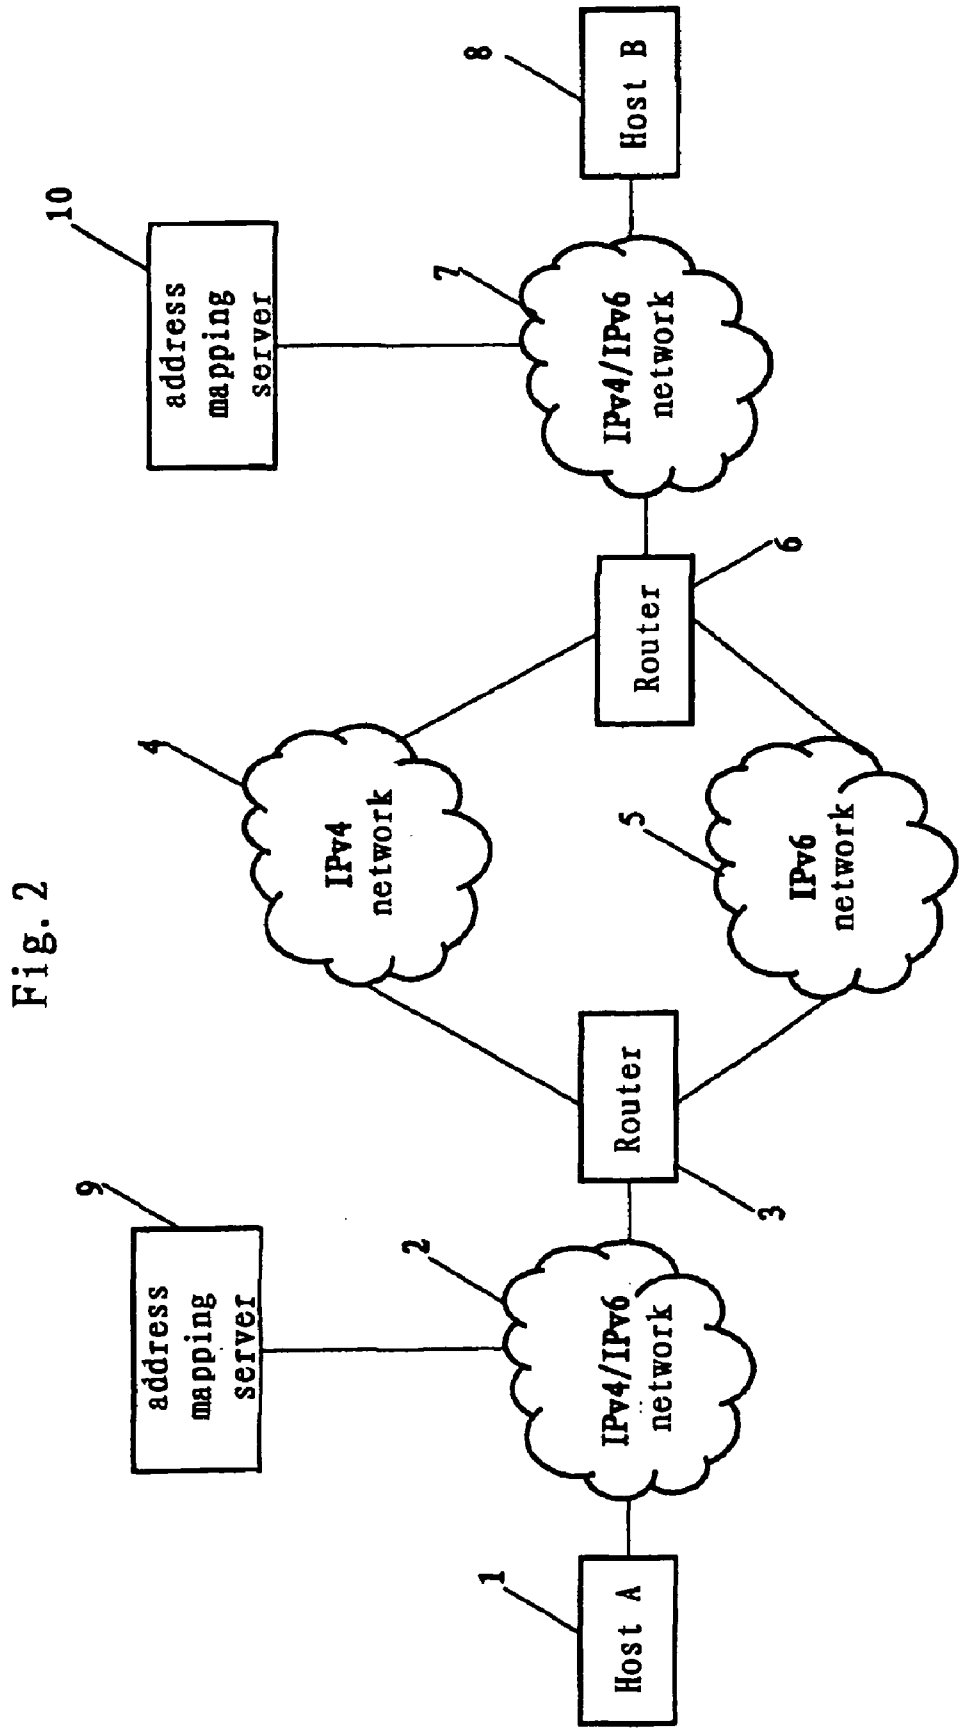 Fig. 2
9
address
mapping
server
10
address
mapping
server
4
IPv4
network
1
Host A
2
IPv4/IPv6
network
3
Router
5
IPv6
network
6
Router
7
IPv4/IPv6
network
8
Host B